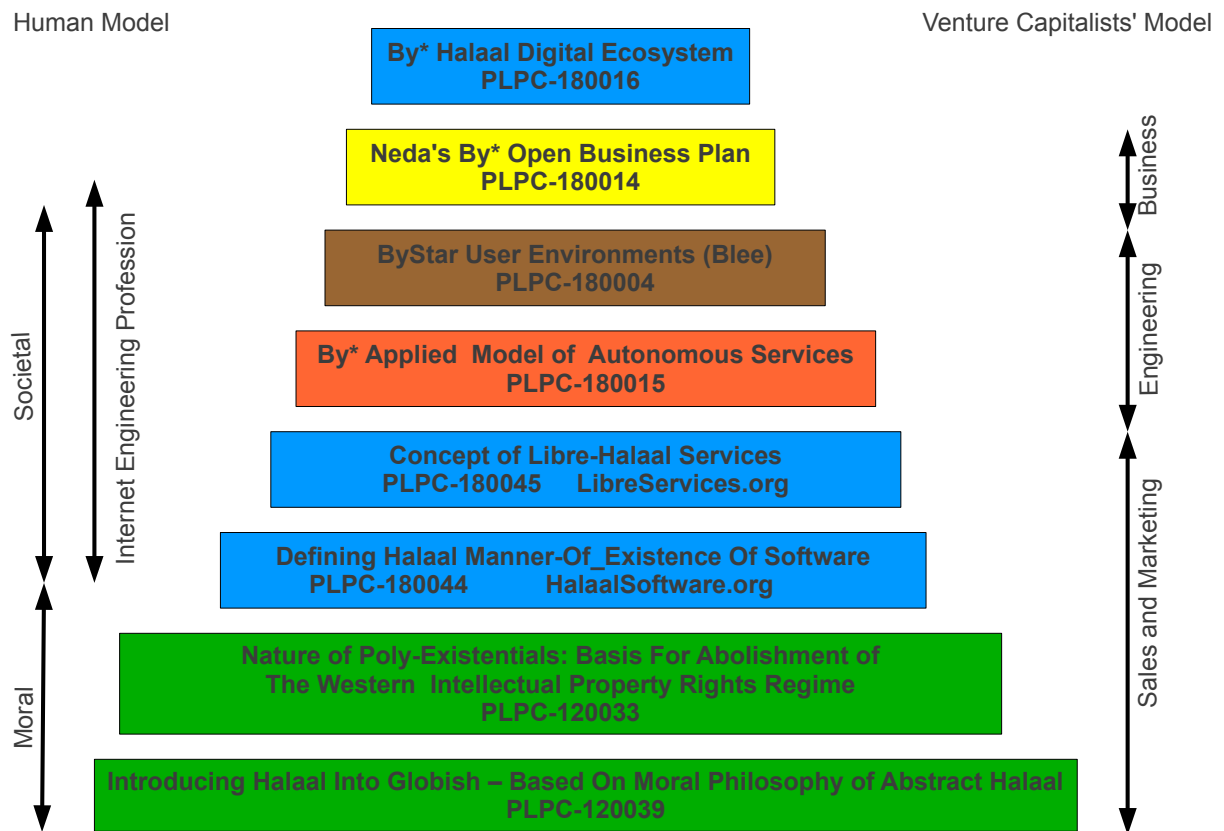 Human Model
Venture Capitalists' Model
By* Halaal Digital Ecosystem
PLPC-180016
Neda's By* Open Business Plan
PLPC-180014
ByStar User Environments (Blee)
PLPC-180004
By* Applied Model of Autonomous Services
PLPC-180015
Concept of Libre-Halaal Services
PLPC-180045 LibreServices.org
Defining Halaal Manner-Of_Existence Of Software
PLPC-180044 HalaalSoftware.org
Nature of Poly-Existentials: Basis For Abolishment of
The Western Intellectual Property Rights Regime
PLPC-120033
Introducing Halaal Into Globish – Based On Moral Philosophy of Abstract Halaal
PLPC-120039
Societal
Moral
Internet Engineering Profession
Business
Engineering
Sales and Marketing